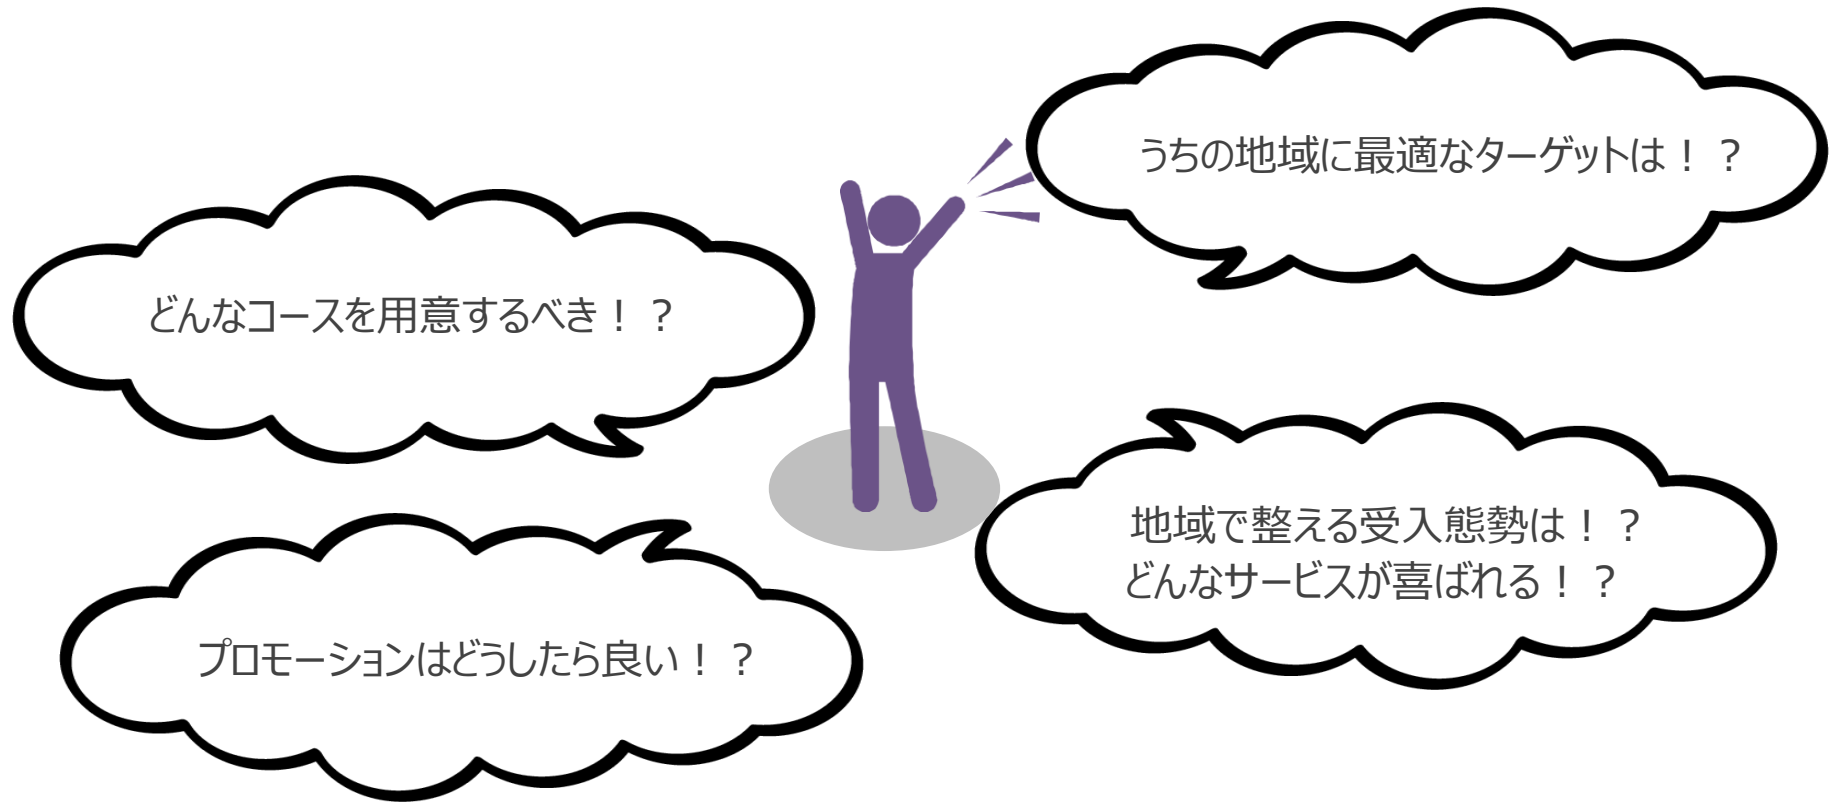 うちの地域に最適なターゲットは！？
どんなコースを用意するべき！？
地域で整える受入態勢は！？
どんなサービスが喜ばれる！？
プロモーションはどうしたら良い！？